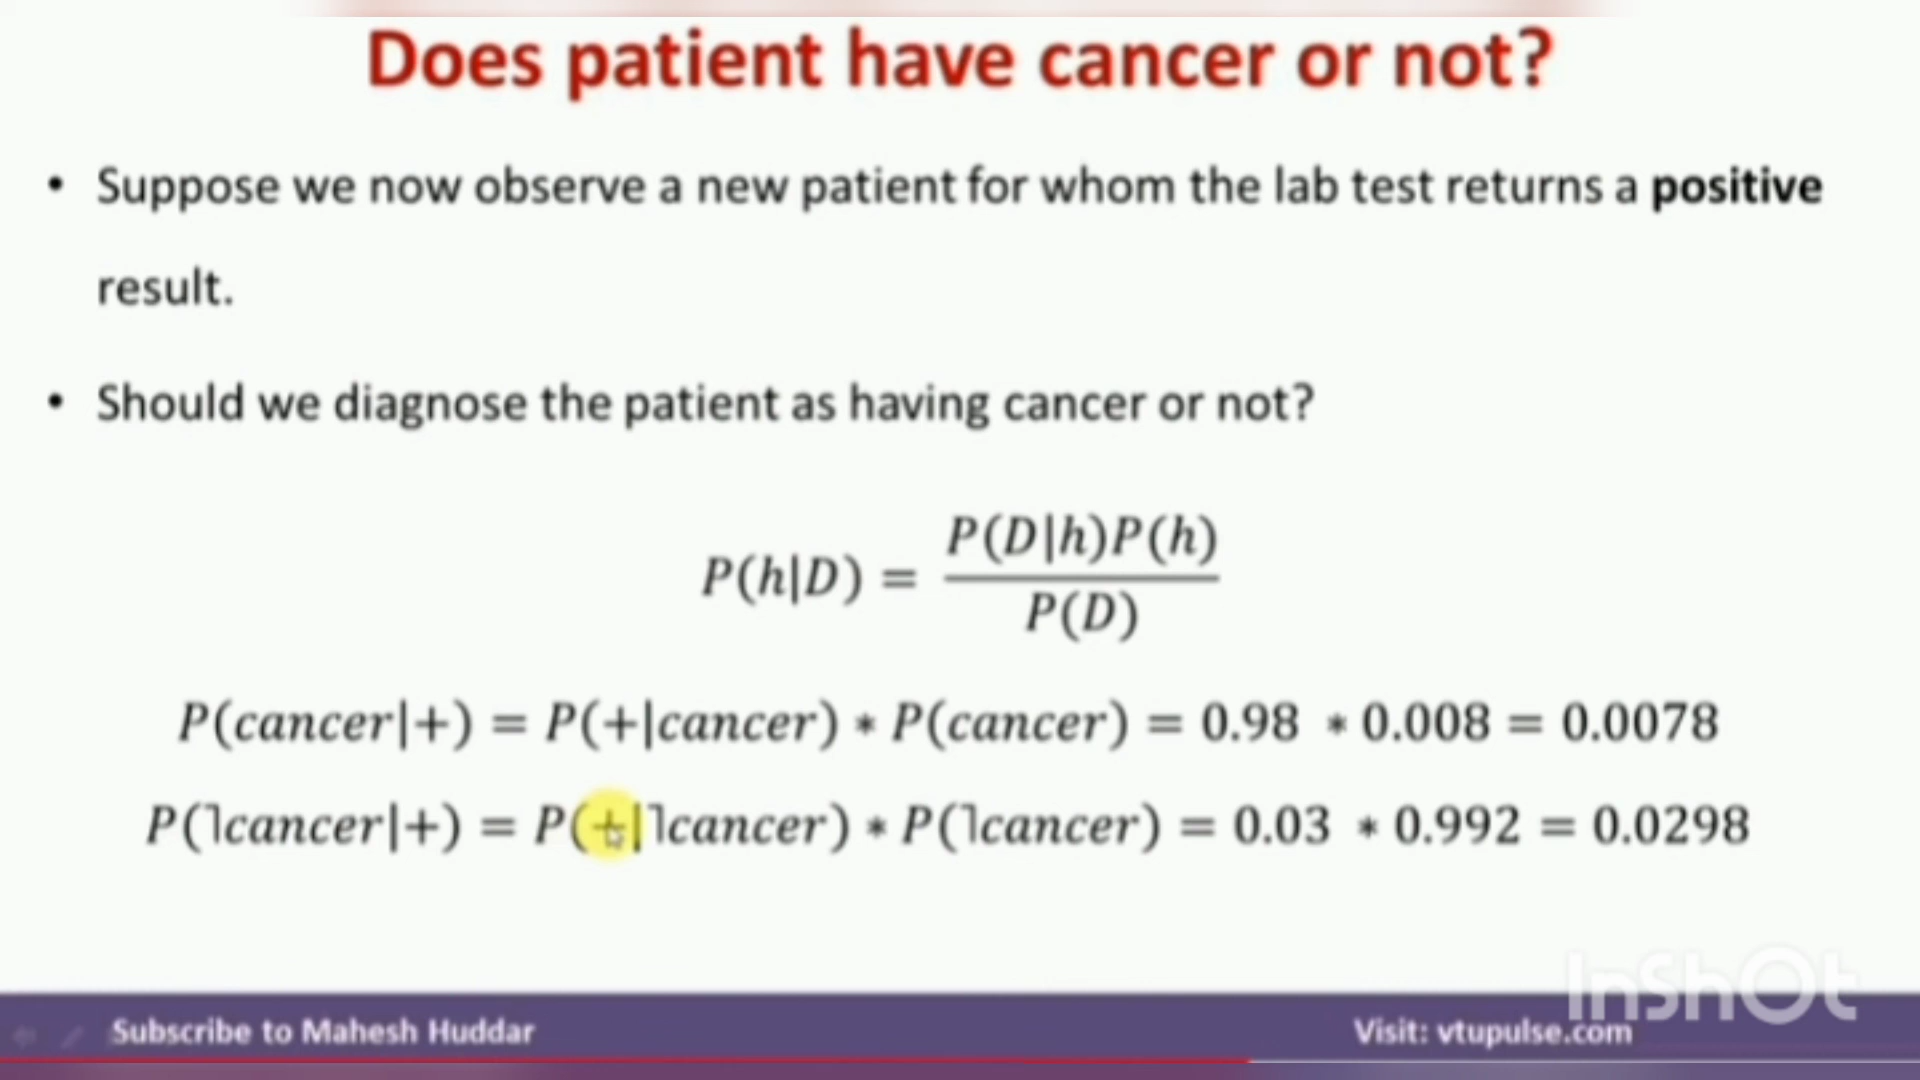 Does patient have cancer or not?
• Suppose we now observe a new patient for whom the lab test returns a positive
result.
• Should we diagnose the patient as having cancer or not?
P(h|D) = P(D|h)P(h) / P(D)
P(cancer|+) = P(+|cancer) * P(cancer) = 0.98 * 0.008 = 0.0078
P(⅂cancer|+) = P(+|⅂cancer) * P(⅂cancer) = 0.03 * 0.992 = 0.0298
InShOt
Subscribe to Mahesh Huddar
Visit: vtupulse.com